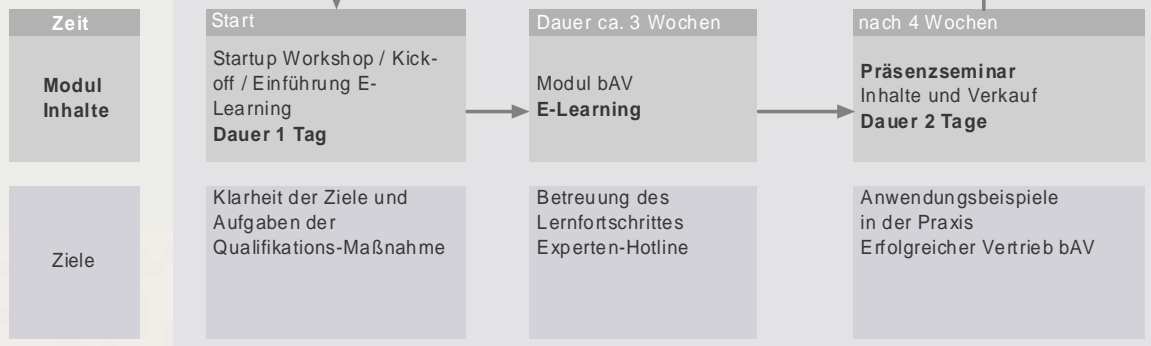 Zeit
Start
Dauer ca. 3 Wochen
nach 4 Wochen
Modul
Inhalte
Startup Workshop / Kick-
off / Einführung E-
Learning
Dauer 1 Tag
Modul bAV
E-Learning
Präsenzseminar
Inhalte und Verkauf
Dauer 2 Tage
Ziele
Klarheit der Ziele und
Aufgaben der
Qualifikations-Maßnahme
Betreuung des
Lernfortschrittes
Experten-Hotline
Anwendungsbeispiele
in der Praxis
Erfolgreicher Vertrieb bAV